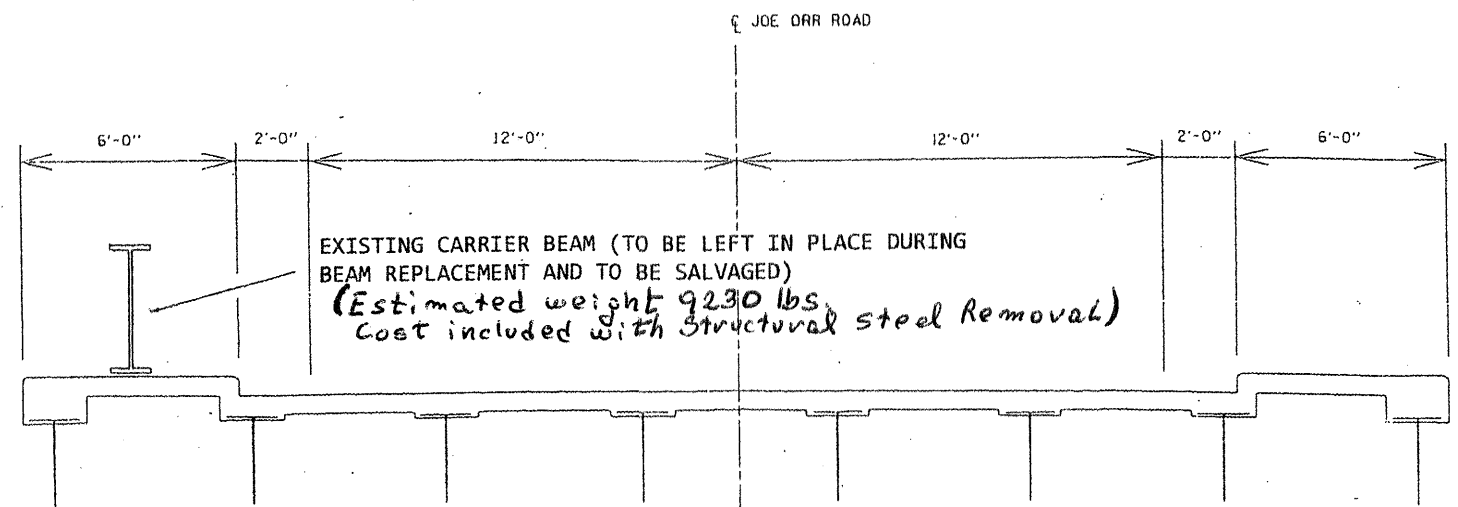 ℄ JOE ORR ROAD
6'-0" 2'-0" 12'-0" 12'-0" 2'-0" 6'-0"
EXISTING CARRIER BEAM (TO BE LEFT IN PLACE DURING
BEAM REPLACEMENT AND TO BE SALVAGED)
(Estimated weight 9230 lbs.
Cost included with Structural steel Removal)